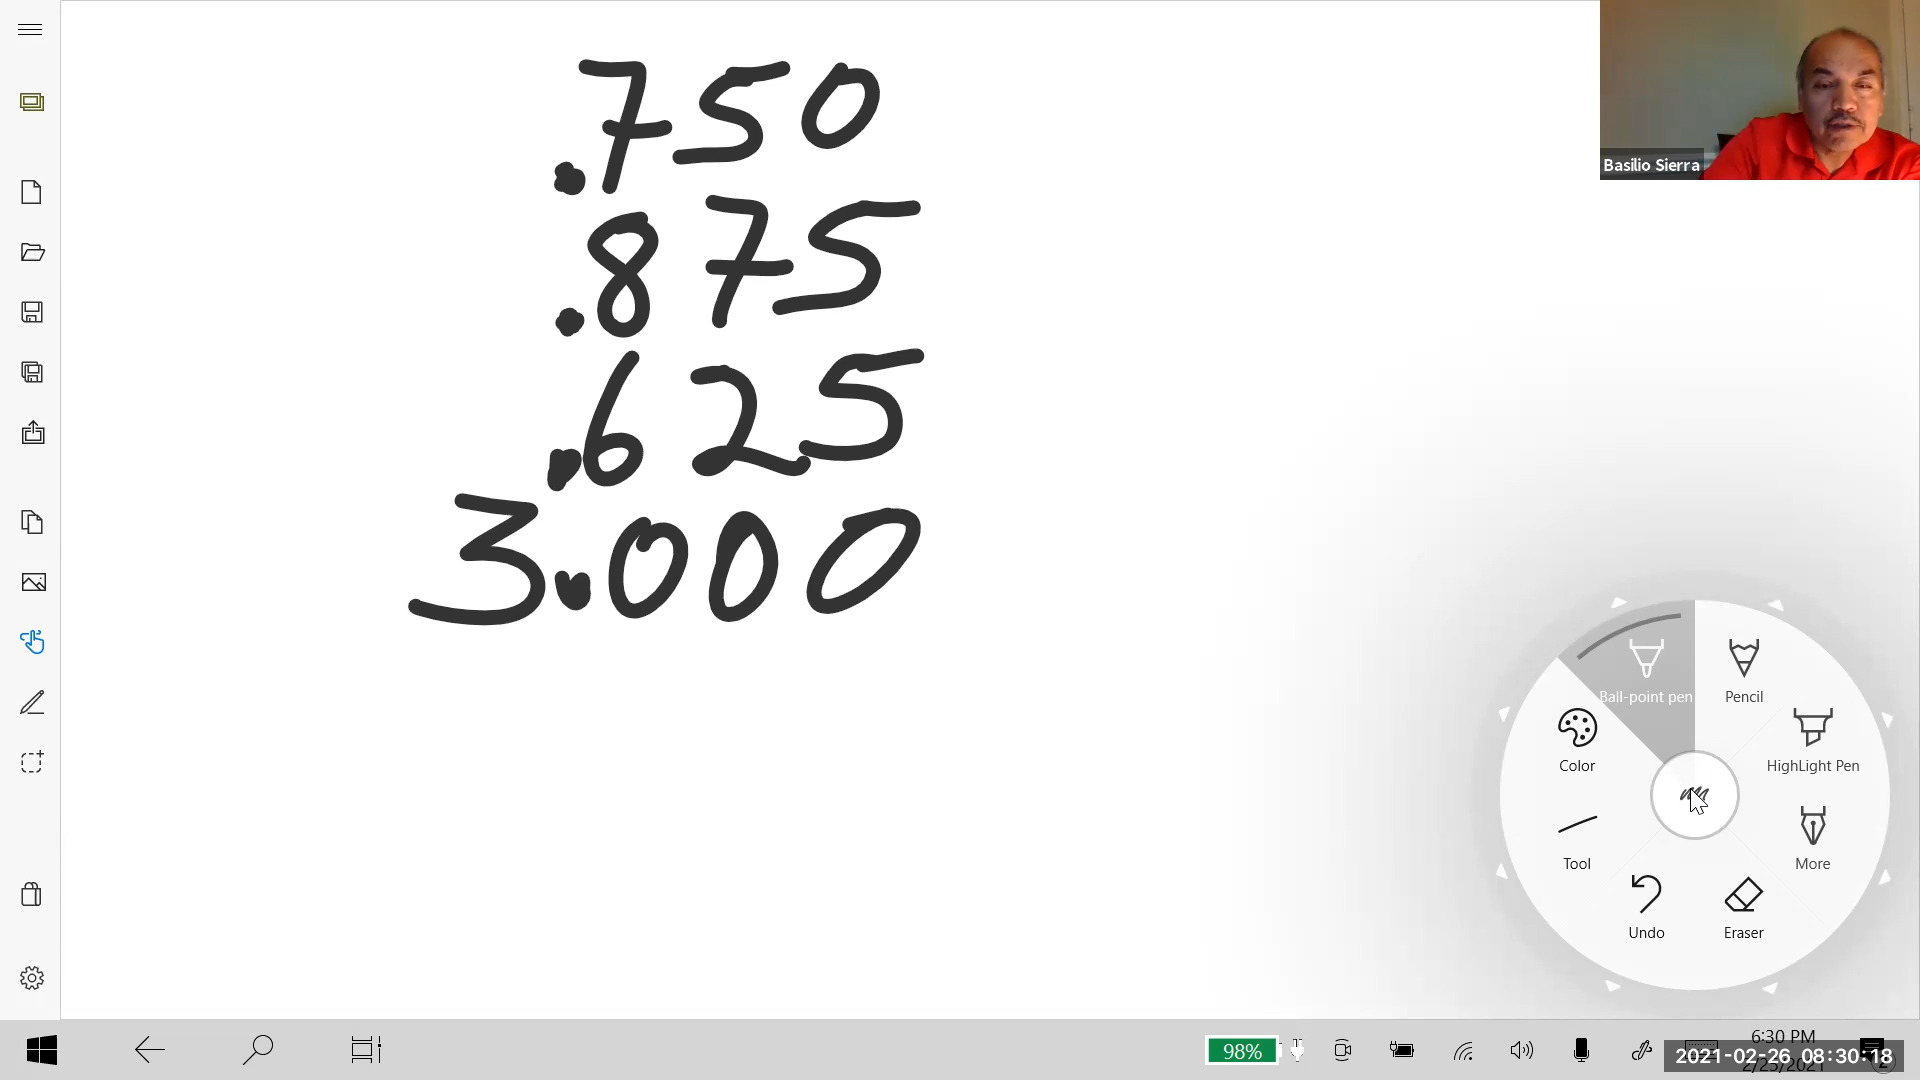 .750
.875
.625
3.000
Basilio Sierra
Ball-point pen
Pencil
Color
HighLight Pen
Tool
More
Undo
Eraser
98%
6:30 PM
2021-02-26 08:30:18